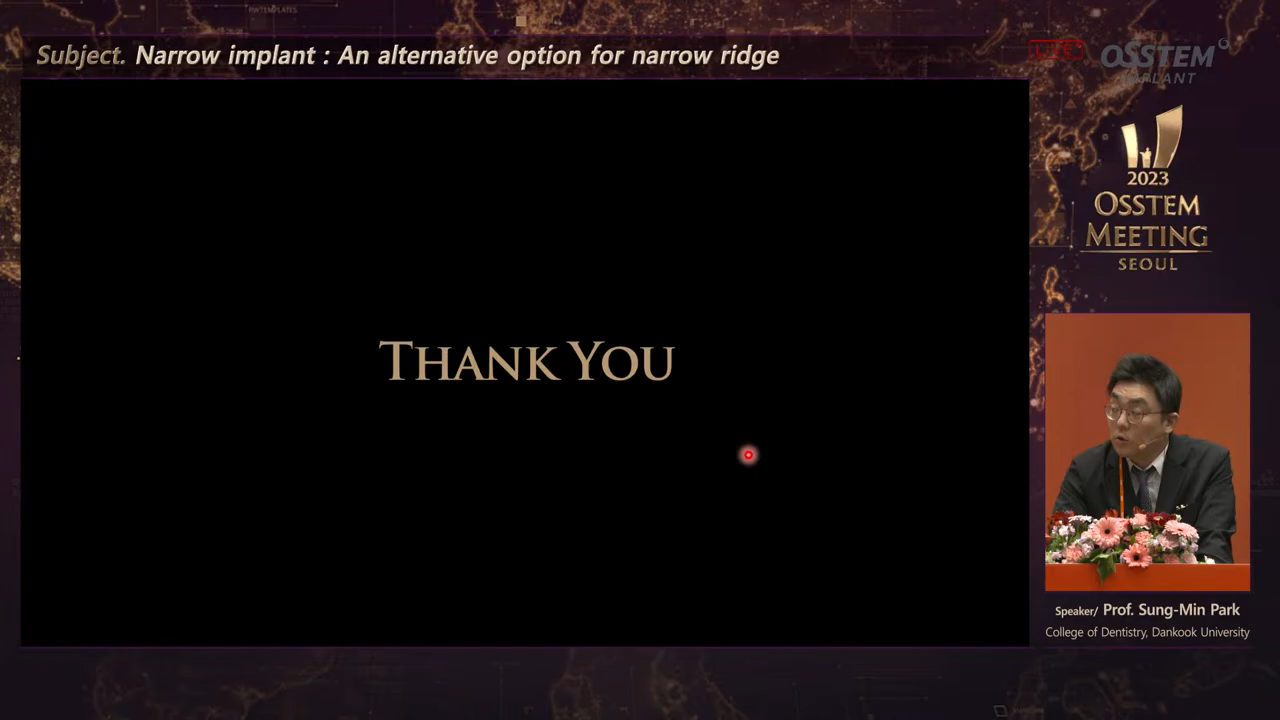 Subject. Narrow implant : An alternative option for narrow ridge
LIVE
OSSTEM
IMPLANT
2023
OSSTEM
MEETING
SEOUL
THANK YOU
Speaker/ Prof. Sung-Min Park
College of Dentistry, Dankook University